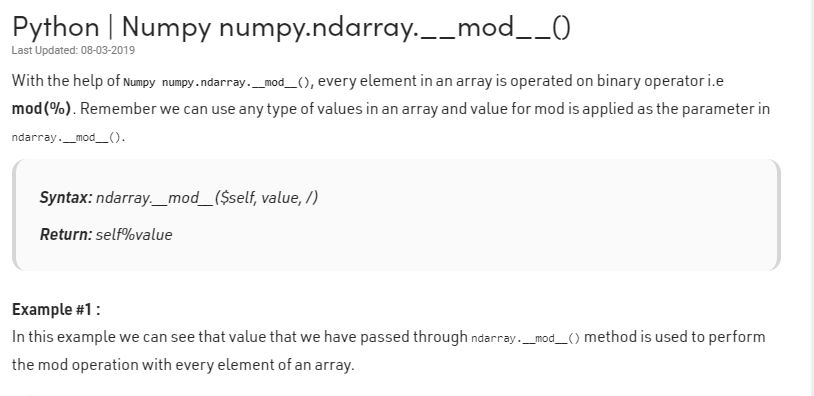 Python | Numpy numpy.ndarray.__mod__()
Last Updated: 08-03-2019
With the help of Numpy numpy.ndarray.__mod__(), every element in an array is operated on binary operator i.e
mod(%). Remember we can use any type of values in an array and value for mod is applied as the parameter in
ndarray.__mod__().
Syntax: ndarray.__mod__($self, value, /)
Return: self%value
Example #1 :
In this example we can see that value that we have passed through ndarray.__mod__() method is used to perform
the mod operation with every element of an array.